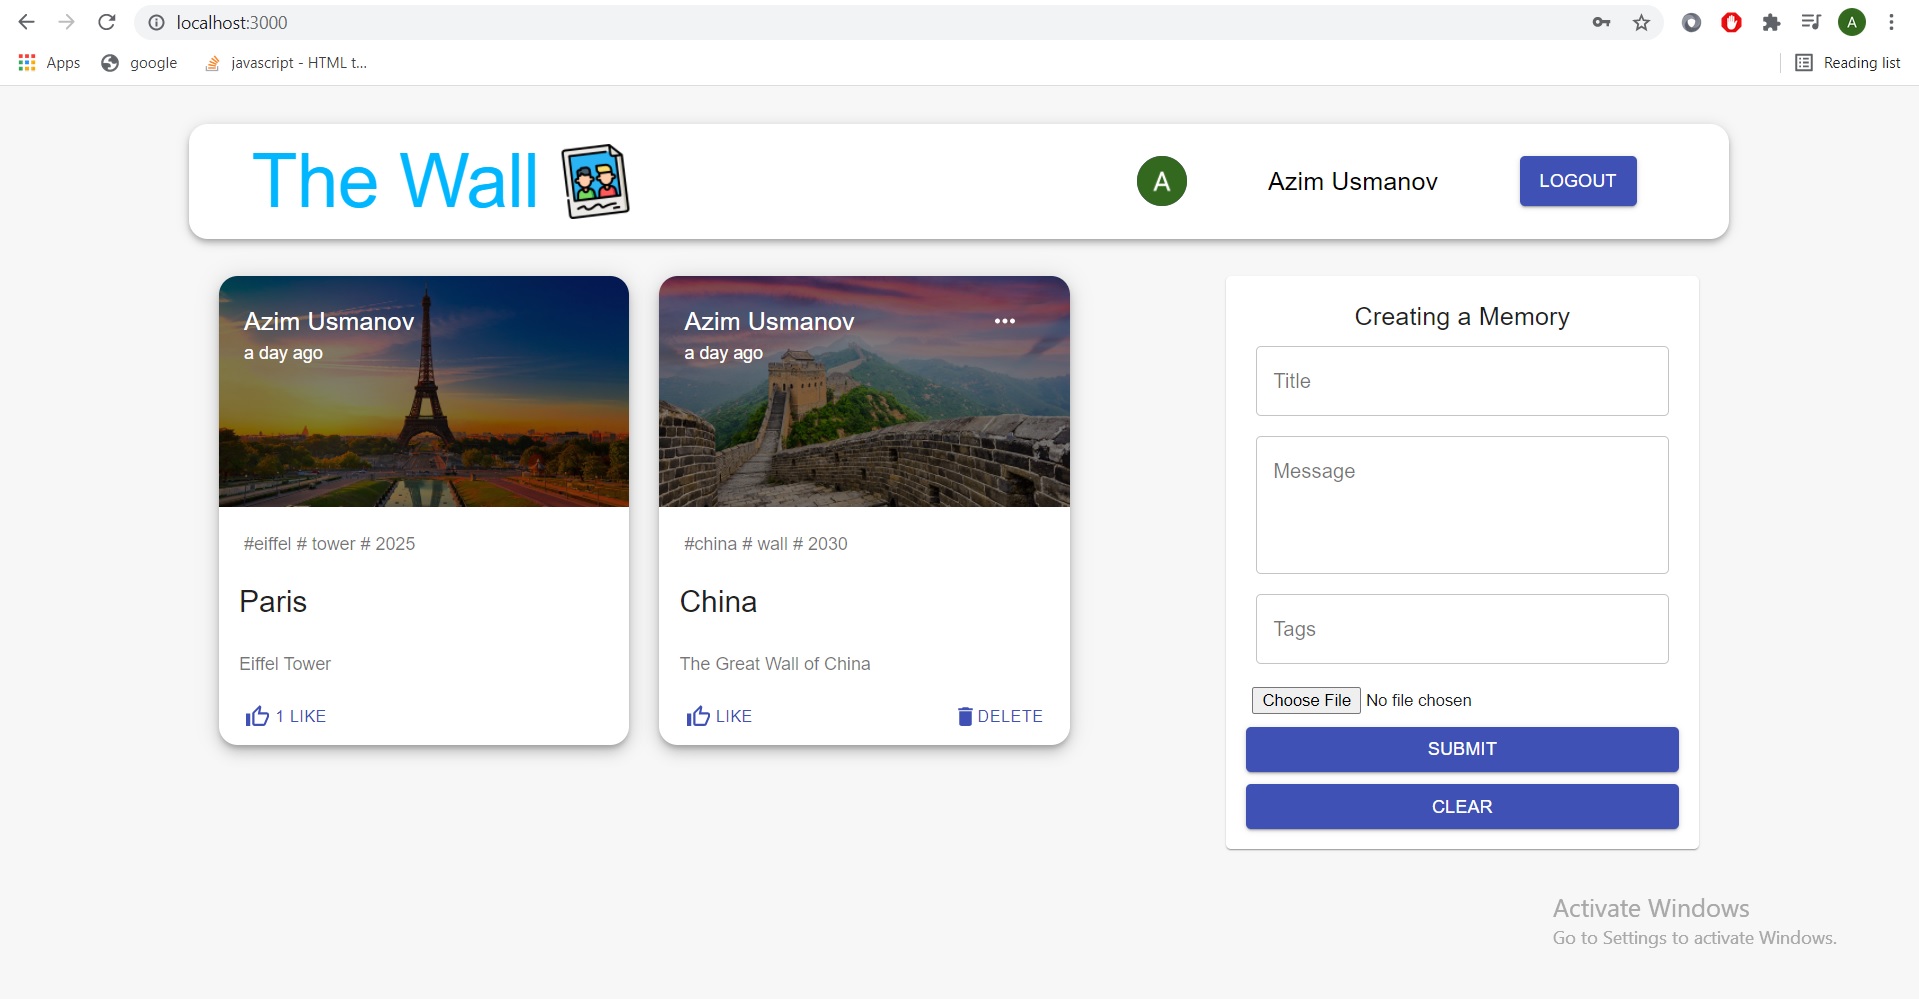 localhost:3000
A
Apps
google
javascript - HTML t...
Reading list
The Wall
A
Azim Usmanov
LOGOUT
Azim Usmanov
a day ago
#eiffel # tower # 2025
Paris
Eiffel Tower
1 LIKE
Azim Usmanov
a day ago
#china # wall # 2030
China
The Great Wall of China
LIKE
DELETE
Creating a Memory
Title
Message
Tags
Choose File No file chosen
SUBMIT
CLEAR
Activate Windows
Go to Settings to activate Windows.